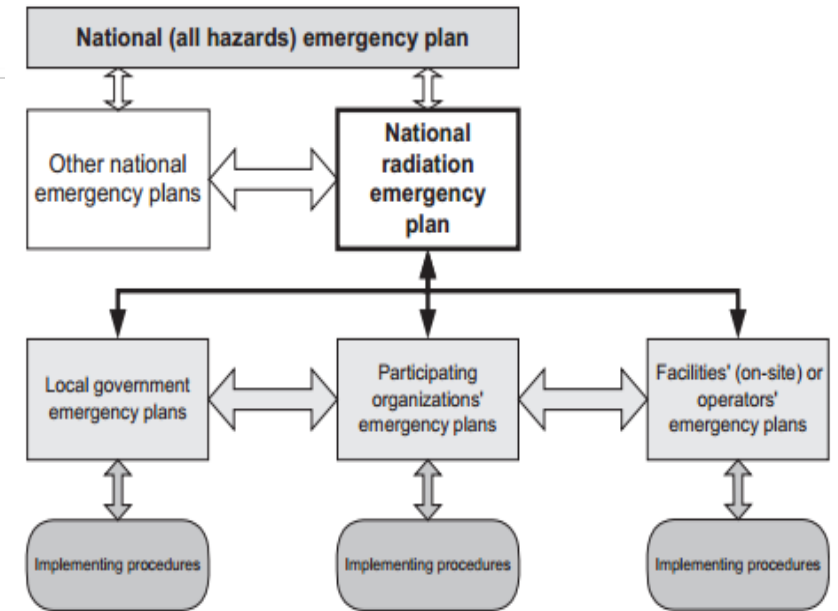 National (all hazards) emergency plan
Other national
emergency plans
National
radiation
emergency
plan
Local government
emergency plans
Participating
organizations'
emergency plans
Facilities' (on-site) or
operators'
emergency plans
Implementing procedures
Implementing procedures
Implementing procedures